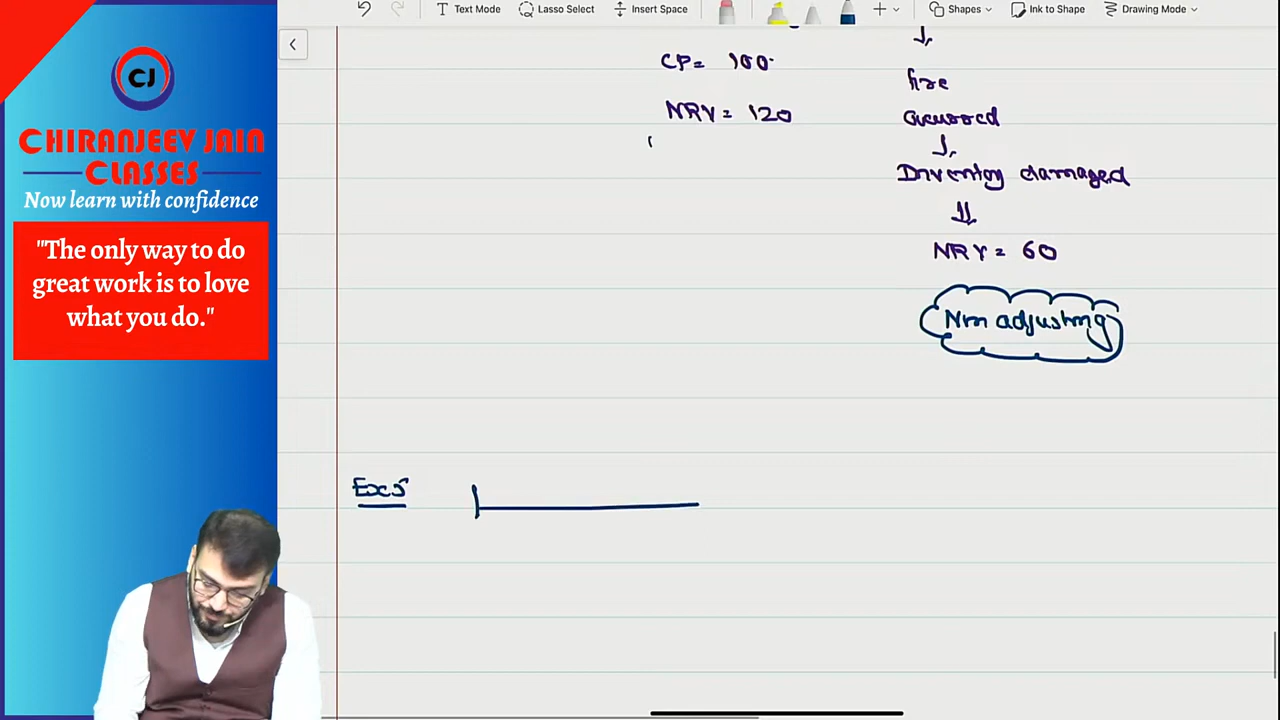 Text Mode
Lasso Select
Insert Space
Shapes
Ink to Shape
Drawing Mode
CJ
CHIRANJEEV JAIN
CLASSES
Now learn with confidence
"The only way to do
great work is to love
what you do."
CP= 100
NRV = 120
fire
occurred
Inventory damaged
NRV = 60
Non adjusting
Ex 5